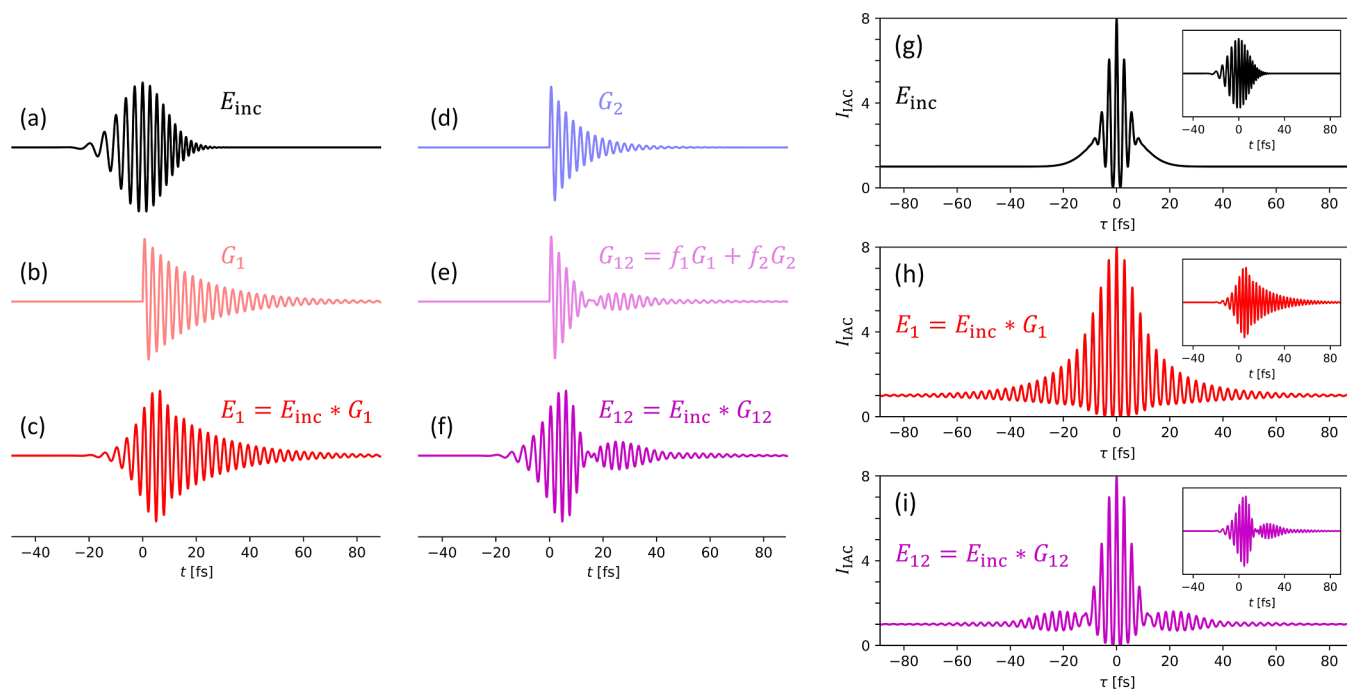 (a) E_inc
(b) G_1
(c) E_1 = E_inc * G_1
−40 −20 0 20 40 60 80
t [fs]
(d) G_2
(e) G_12 = f_1G_1 + f_2G_2
(f) E_12 = E_inc * G_12
−40 −20 0 20 40 60 80
t [fs]
(g)
E_inc
I_IAC
8
4
0
−80 −60 −40 −20 0 20 40 60 80
τ [fs]
−40 0 40 80
t [fs]
(h)
E_1 = E_inc * G_1
I_IAC
8
4
0
−80 −60 −40 −20 0 20 40 60 80
τ [fs]
−40 0 40 80
t [fs]
(i)
E_12 = E_inc * G_12
I_IAC
8
4
0
−80 −60 −40 −20 0 20 40 60 80
τ [fs]
−40 0 40 80
t [fs]